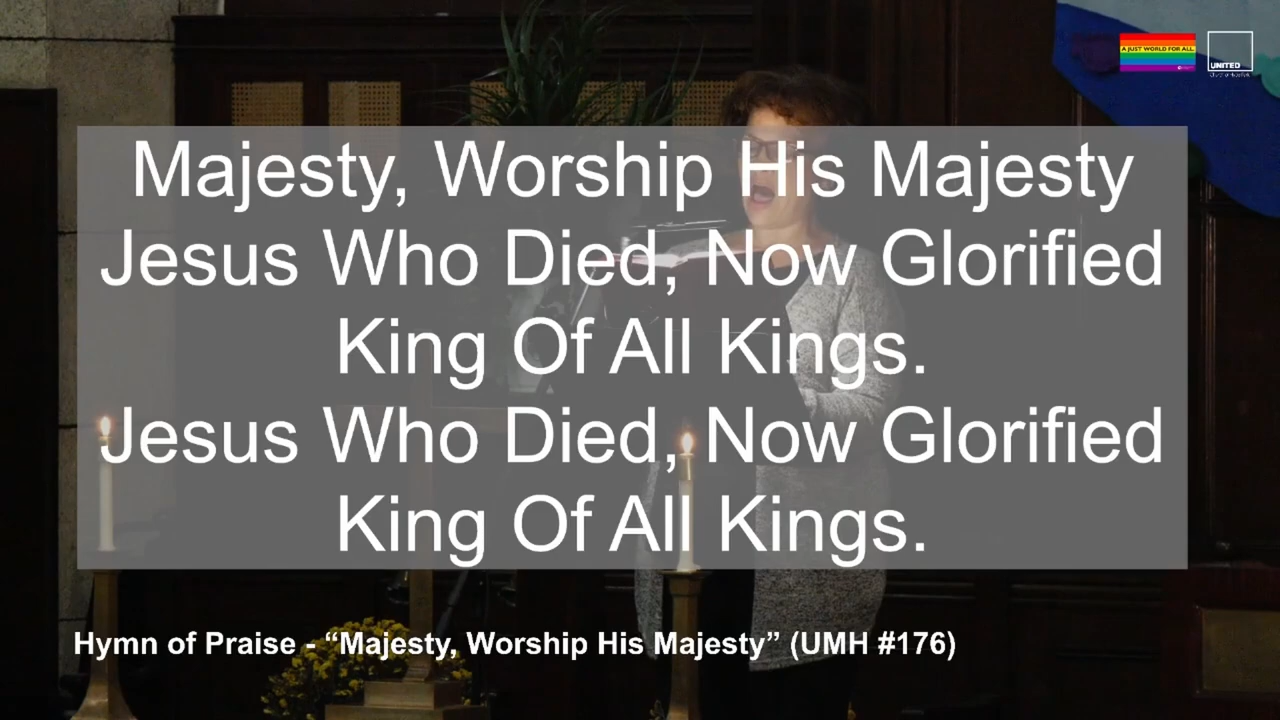 A JUST WORLD FOR ALL
UNITED
Majesty, Worship His Majesty
Jesus Who Died, Now Glorified
King Of All Kings.
Jesus Who Died, Now Glorified
King Of All Kings.
Hymn of Praise - “Majesty, Worship His Majesty” (UMH #176)